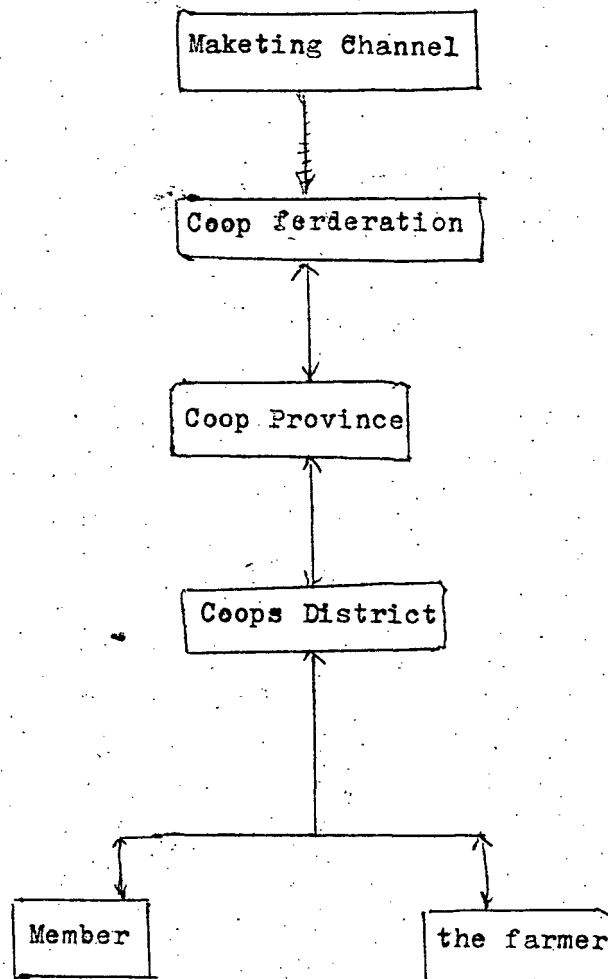 Maketing Channel
Coop ferderation
Coop Province
Coops District
Member
the farmer